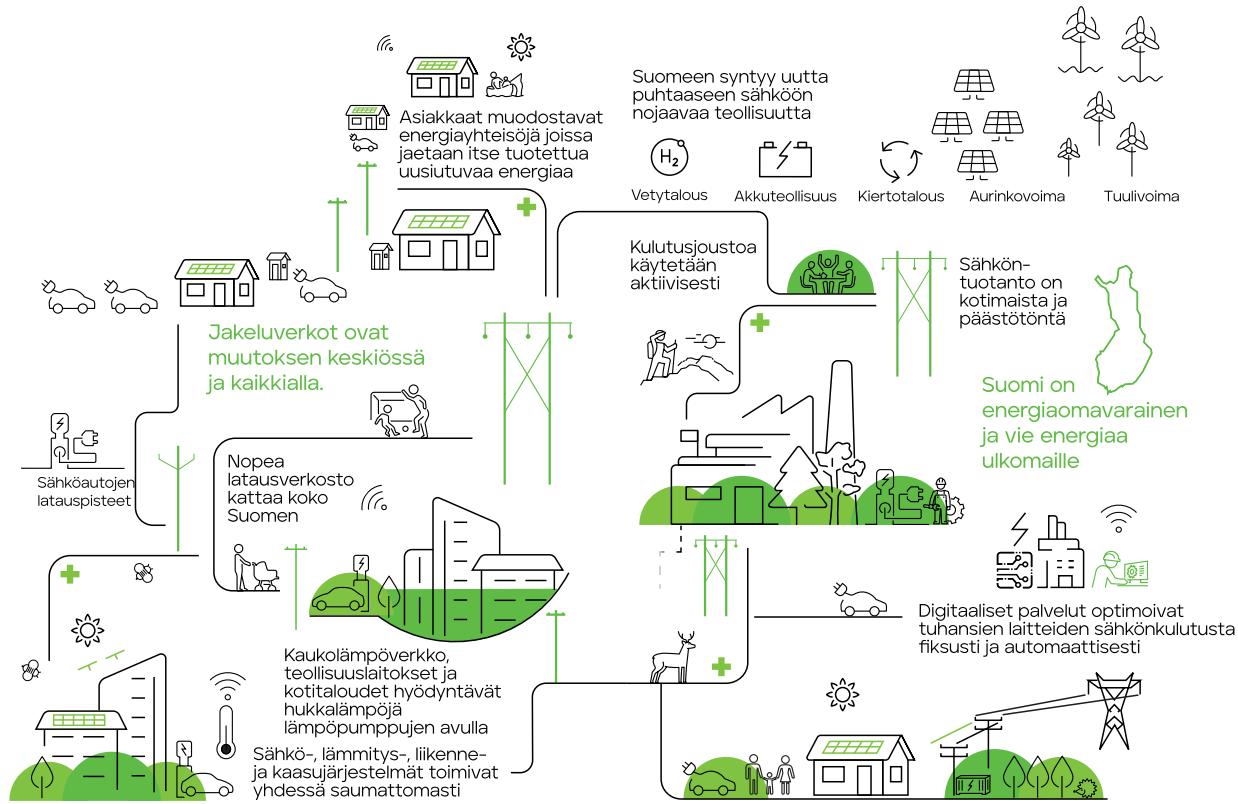 Asiakkaat muodostavat
energiayhteisöjä joissa
jaetaan itse tuotettua
uusiutuvaa energiaa
Suomeen syntyy uutta
puhtaaseen sähköön
nojaavaa teollisuutta
H2
Vetytalous
Akkuteollisuus
Kiertotalous
Aurinkovoima
Tuulivoima
Kulutusjoustoa
käytetään
aktiivisesti
Sähkön-
tuotanto on
kotimaista ja
päästötöntä
Jakeluverkot ovat
muutoksen keskiössä
ja kaikkialla.
Suomi on
energiaomavarainen
ja vie energiaa
ulkomaille
Sähköautojen
latauspisteet
Nopea
latausverkosto
kattaa koko
Suomen
Digitaaliset palvelut optimoivat
tuhansien laitteiden sähkönkulutusta
fiksusti ja automaattisesti
Kaukolämpöverkko,
teollisuuslaitokset ja
kotitaloudet hyödyntävät
hukkalämpöjä
lämpöpumppujen avulla
Sähkö-, lämmitys-, liikenne-
ja kaasujärjestelmät toimivat
yhdessä saumattomasti